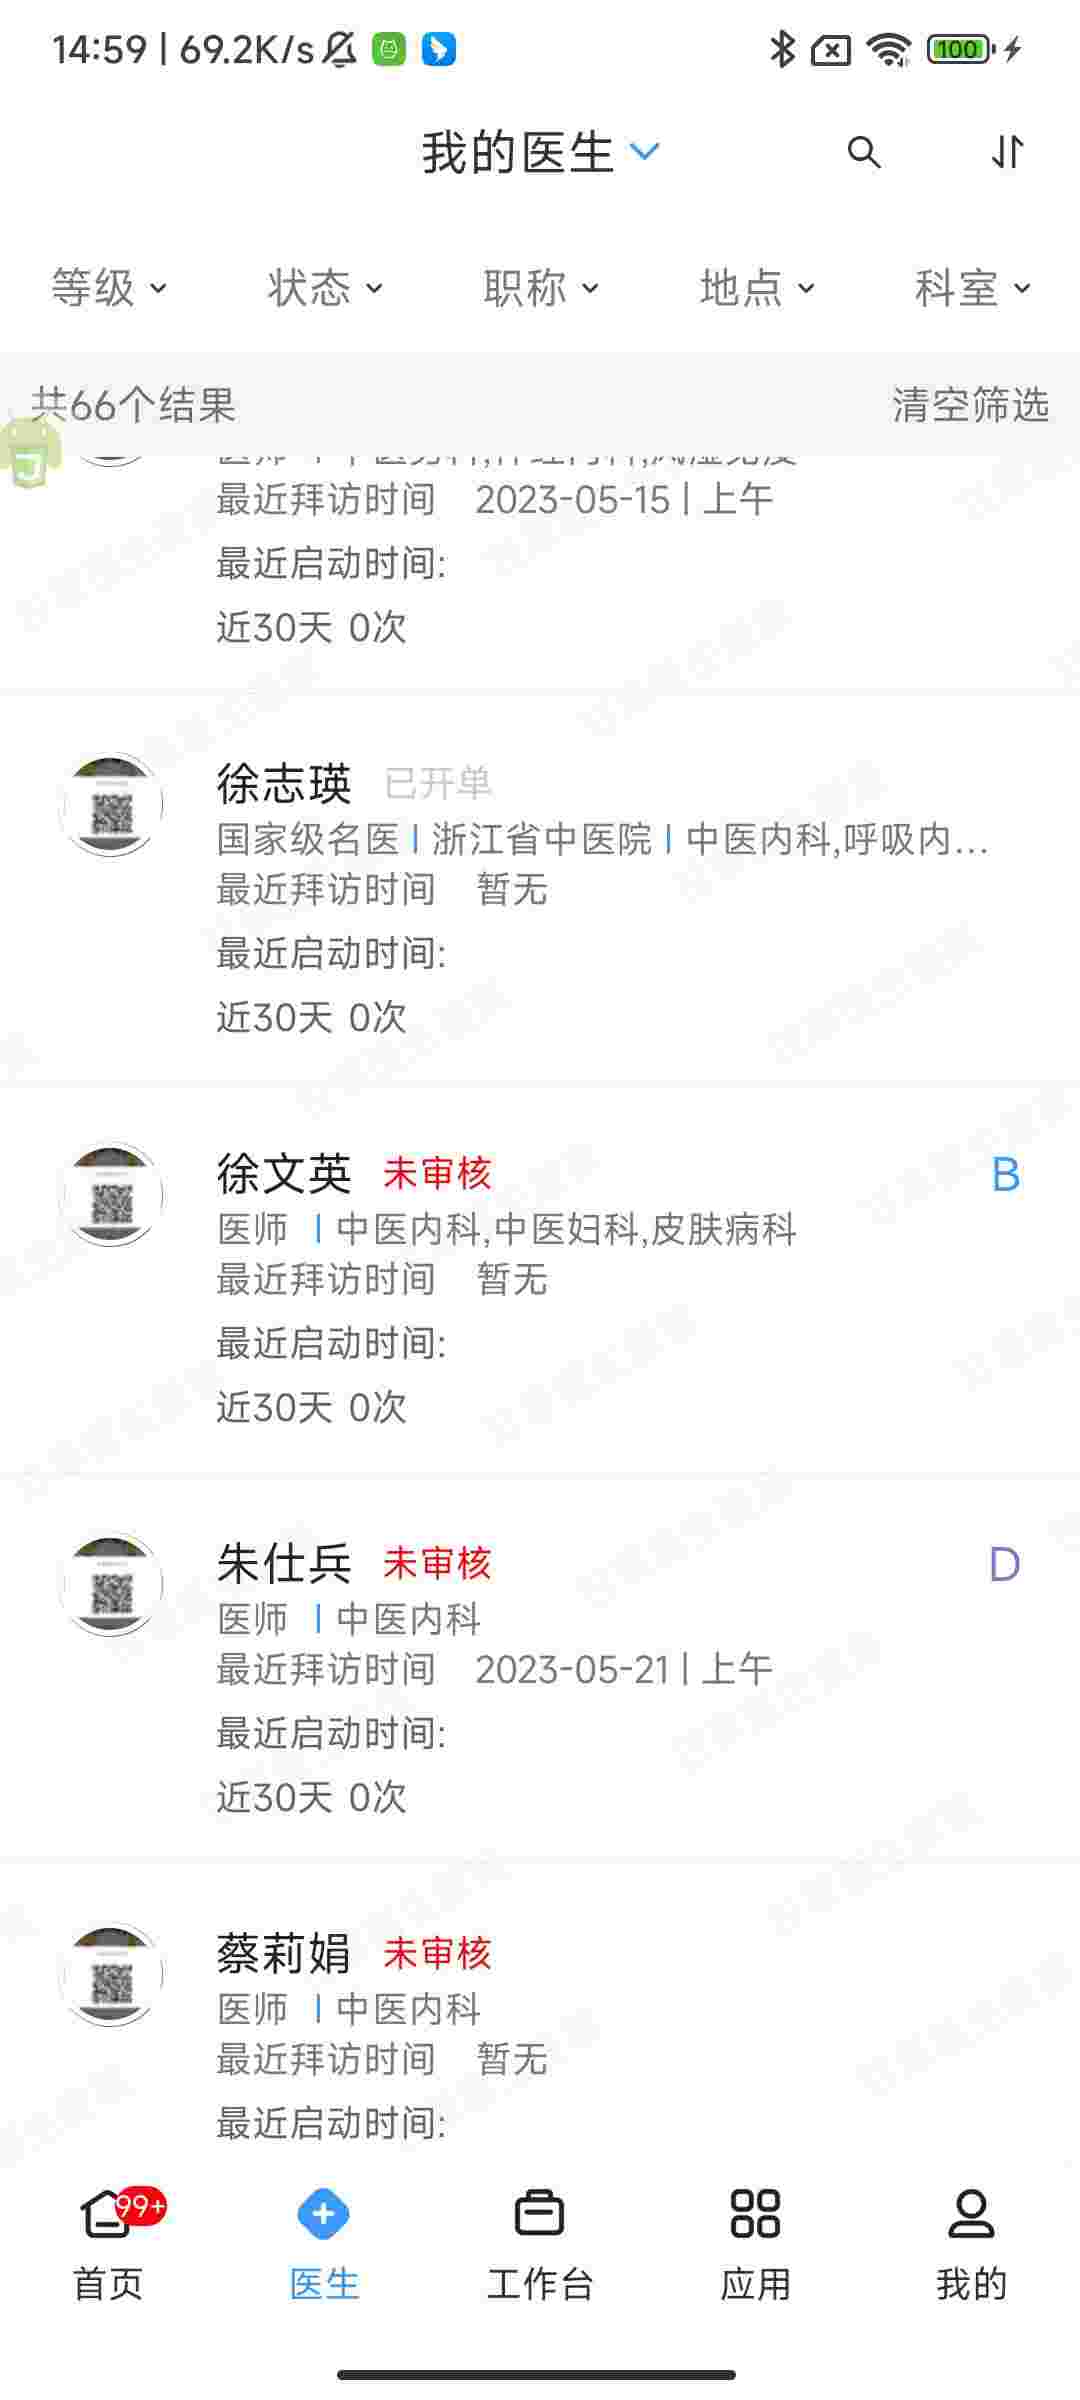 14:59 | 69.2K/s
100
我的医生
等级 状态 职称 地点 科室
共66个结果 清空筛选
最近拜访时间 2023-05-15 | 上午
最近启动时间:
近30天 0次
徐志瑛 已开单
国家级名医 | 浙江省中医院 | 中医内科,呼吸内...
最近拜访时间 暂无
最近启动时间:
近30天 0次
徐文英 未审核 B
医师 | 中医内科,中医妇科,皮肤病科
最近拜访时间 暂无
最近启动时间:
近30天 0次
朱仕兵 未审核 D
医师 | 中医内科
最近拜访时间 2023-05-21 | 上午
最近启动时间:
近30天 0次
蔡莉娟 未审核
医师 | 中医内科
最近拜访时间 暂无
最近启动时间:
99+
首页 医生 工作台 应用 我的